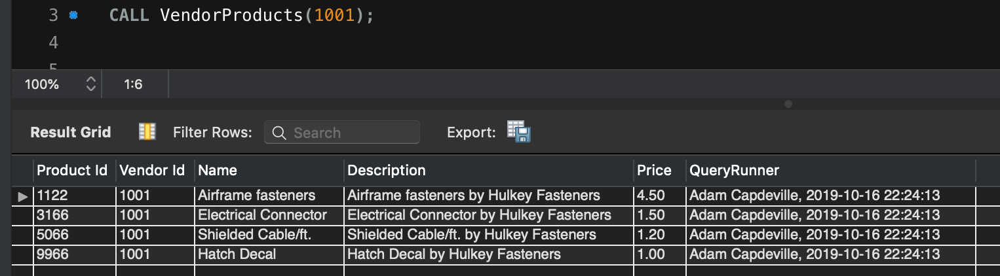 3 CALL VendorProducts(1001);
4
5
100% 1:6
Result Grid Filter Rows: Search Export:
Product Id Vendor Id Name Description Price QueryRunner
1122 1001 Airframe fasteners Airframe fasteners by Hulkey Fasteners 4.50 Adam Capdeville, 2019-10-16 22:24:13
3166 1001 Electrical Connector Electrical Connector by Hulkey Fasteners 1.50 Adam Capdeville, 2019-10-16 22:24:13
5066 1001 Shielded Cable/ft. Shielded Cable/ft. by Hulkey Fasteners 1.20 Adam Capdeville, 2019-10-16 22:24:13
9966 1001 Hatch Decal Hatch Decal by Hulkey Fasteners 1.00 Adam Capdeville, 2019-10-16 22:24:13